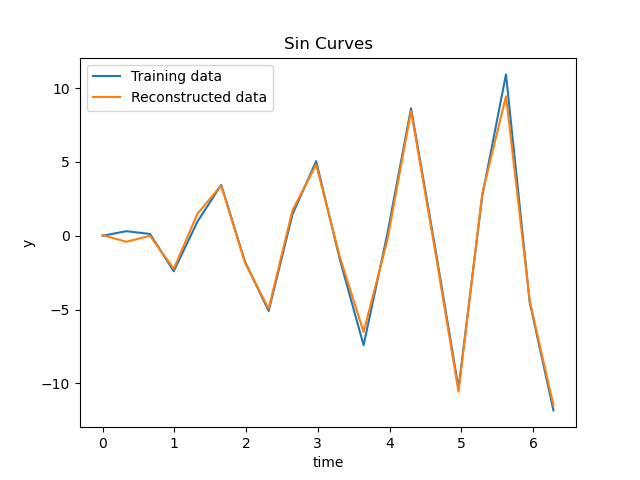 Sin Curves
Training data
Reconstructed data
10
5
0
−5
−10
y
0 1 2 3 4 5 6
time